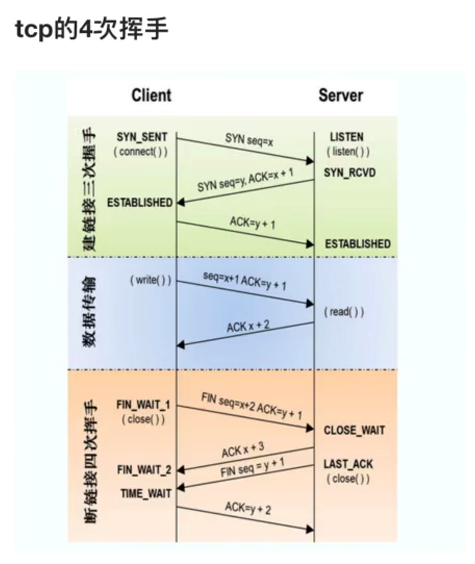 tcp的4次挥手
Client
Server
建链接三次握手
SYN_SENT
(connect())
SYN seq=x
LISTEN
(listen())
SYN_RCVD
SYN seq=y, ACK=x + 1
ESTABLISHED
ACK=y + 1
ESTABLISHED
数据传输
(write())
seq=x+1 ACK=y + 1
(read())
ACK x + 2
断链接四次挥手
FIN_WAIT_1
(close())
FIN seq=x+2 ACK=y + 1
CLOSE_WAIT
ACK x + 3
FIN_WAIT_2
FIN seq = y + 1
LAST_ACK
(close())
TIME_WAIT
ACK=y + 2